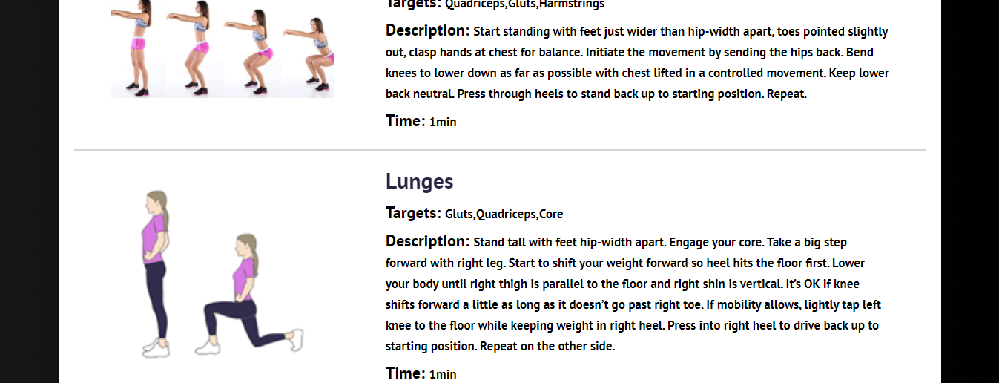 Targets: Quadriceps,Gluts,Harmstrings
Description: Start standing with feet just wider than hip-width apart, toes pointed slightly
out, clasp hands at chest for balance. Initiate the movement by sending the hips back. Bend
knees to lower down as far as possible with chest lifted in a controlled movement. Keep lower
back neutral. Press through heels to stand back up to starting position. Repeat.
Time: 1min
Lunges
Targets: Gluts,Quadriceps,Core
Description: Stand tall with feet hip-width apart. Engage your core. Take a big step
forward with right leg. Start to shift your weight forward so heel hits the floor first. Lower
your body until right thigh is parallel to the floor and right shin is vertical. It’s OK if knee
shifts forward a little as long as it doesn’t go past right toe. If mobility allows, lightly tap left
knee to the floor while keeping weight in right heel. Press into right heel to drive back up to
starting position. Repeat on the other side.
Time: 1min